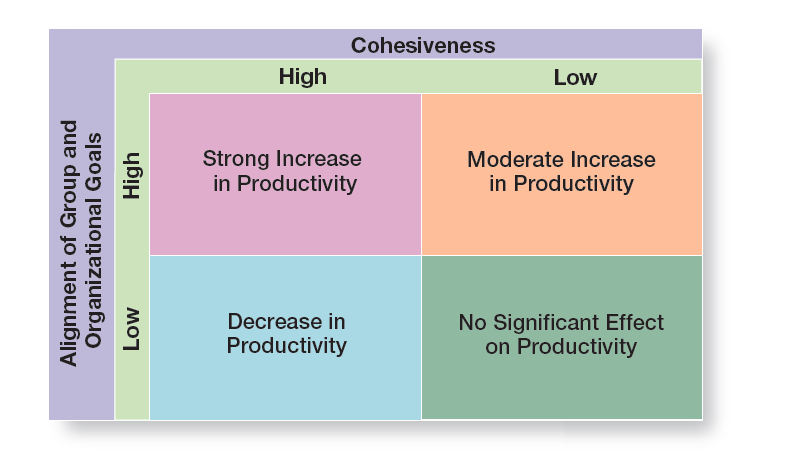 Cohesiveness
High
Low
Alignment of Group and
Organizational Goals
High
Strong Increase
in Productivity
Moderate Increase
in Productivity
Low
Decrease in
Productivity
No Significant Effect
on Productivity